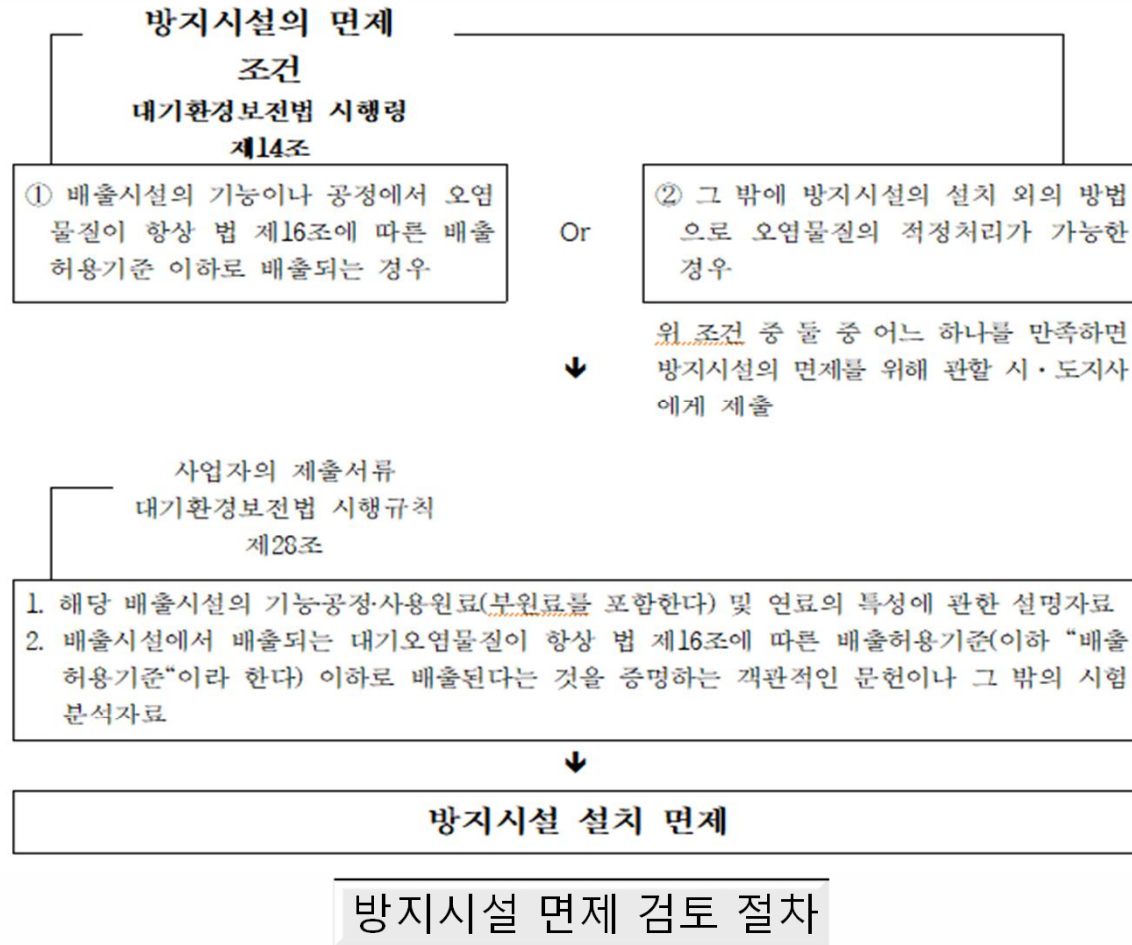 방지시설의 면제
조건
대기환경보전법 시행령
제14조
① 배출시설의 기능이나 공정에서 오염
물질이 항상 법 제16조에 따른 배출
허용기준 이하로 배출되는 경우
Or
② 그 밖에 방지시설의 설치 외의 방법
으로 오염물질의 적정처리가 가능한
경우
위 조건 중 둘 중 어느 하나를 만족하면
방지시설의 면제를 위해 관할 시·도지사
에게 제출
사업자의 제출서류
대기환경보전법 시행규칙
제28조
1. 해당 배출시설의 기능·공정·사용원료(부원료를 포함한다) 및 연료의 특성에 관한 설명자료
2. 배출시설에서 배출되는 대기오염물질이 항상 법 제16조에 따른 배출허용기준(이하 “배출
허용기준“이라 한다) 이하로 배출된다는 것을 증명하는 객관적인 문헌이나 그 밖의 시험
분석자료
방지시설 설치 면제
방지시설 면제 검토 절차